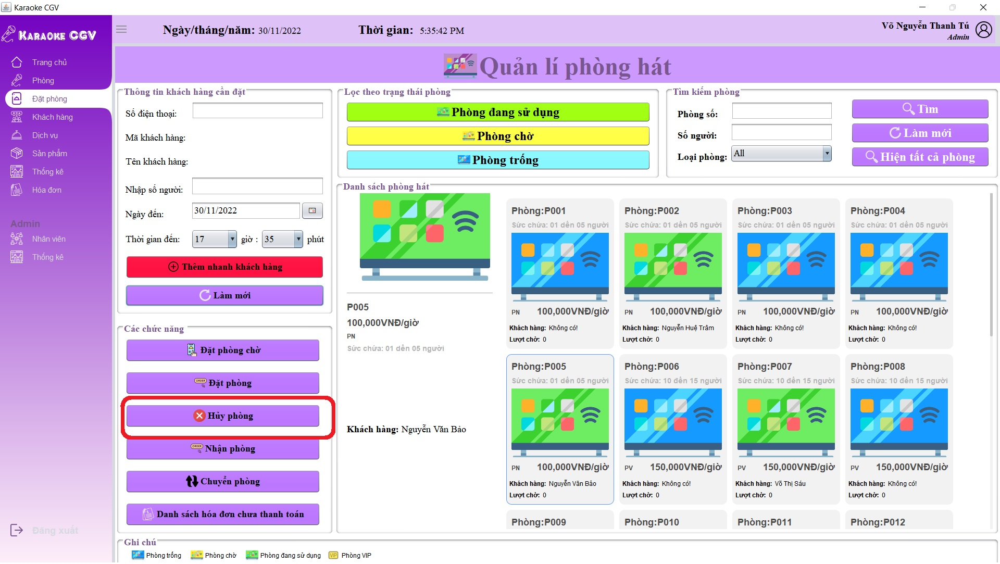 Karaoke CGV
KARAOKE CGV
Ngày/tháng/năm: 30/11/2022
Thời gian: 5:35:42 PM
Võ Nguyễn Thanh Tú
Admin
Trang chủ
Phòng
Đặt phòng
Khách hàng
Dịch vụ
Sản phẩm
Thống kê
Hóa đơn
Admin
Nhân viên
Thống kê
Đăng xuất
Quản lí phòng hát
Thông tin khách hàng cần đặt
Số điện thoại:
Mã khách hàng:
Tên khách hàng:
Nhập số người:
Ngày đến: 30/11/2022
Thời gian đến: 17 giờ : 35 phút
Thêm nhanh khách hàng
Làm mới
Các chức năng
Đặt phòng chờ
ORDER Đặt phòng
Hủy phòng
ORDER Nhận phòng
Chuyển phòng
Danh sách hóa đơn chưa thanh toán
Lọc theo trạng thái phòng
Phòng đang sử dụng
Phòng chờ
Phòng trống
Tìm kiếm phòng
Phòng số:
Số người:
Loại phòng: All
Tìm
Làm mới
Hiện tất cả phòng
Danh sách phòng hát
P005
100,000VNĐ/giờ
PN
Sức chứa: 01 dến 05 người
Khách hàng: Nguyễn Văn Bảo
Phòng:P001
Sức chứa: 01 dến 05 người
PN 100,000VNĐ/giờ
Khách hàng: Không có!
Lượt chờ: 0
Phòng:P002
Sức chứa: 01 dến 05 người
PN 100,000VNĐ/giờ
Khách hàng: Nguyễn Huệ Trâm
Lượt chờ: 0
Phòng:P003
Sức chứa: 01 dến 05 người
PN 100,000VNĐ/giờ
Khách hàng: Không có!
Lượt chờ: 0
Phòng:P004
Sức chứa: 01 dến 05 người
PN 100,000VNĐ/giờ
Khách hàng: Không có!
Lượt chờ: 0
Phòng:P005
Sức chứa: 01 dến 05 người
PN 100,000VNĐ/giờ
Khách hàng: Nguyễn Văn Bảo
Lượt chờ: 0
Phòng:P006
Sức chứa: 10 dến 15 người
PV 150,000VNĐ/giờ
Khách hàng: Không có!
Lượt chờ: 0
Phòng:P007
Sức chứa: 10 dến 15 người
PV 150,000VNĐ/giờ
Khách hàng: Võ Thị Sáu
Lượt chờ: 0
Phòng:P008
Sức chứa: 10 dến 15 người
PV 150,000VNĐ/giờ
Khách hàng: Không có!
Lượt chờ: 0
Phòng:P009
Phòng:P010
Phòng:P011
Phòng:P012
Ghi chú
Phòng trống
Phòng chờ
Phòng đang sử dụng
VIP Phòng VIP